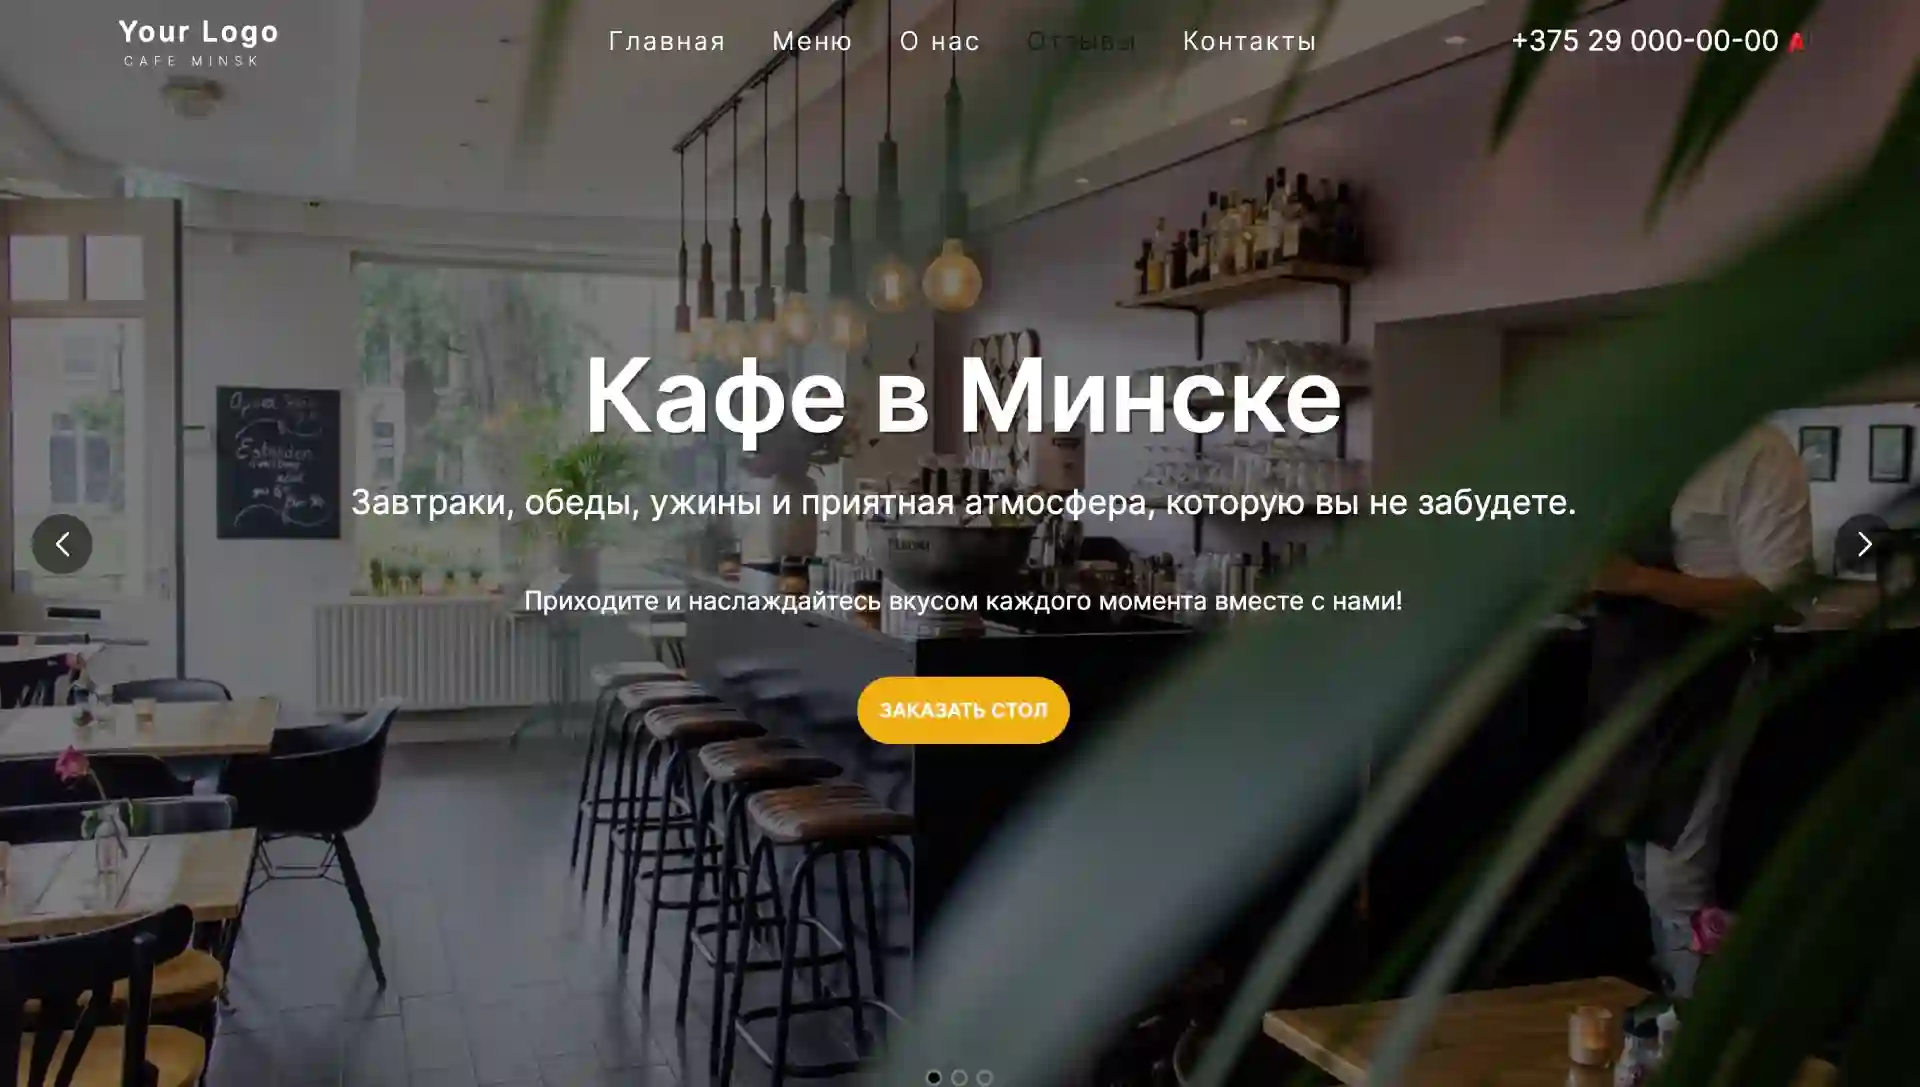 Your Logo
CAFE MINSK
Главная Меню О нас Отзывы Контакты
+375 29 000-00-00
Кафе в Минске
Завтраки, обеды, ужины и приятная атмосфера, которую вы не забудете.
Приходите и наслаждайтесь вкусом каждого момента вместе с нами!
ЗАКАЗАТЬ СТОЛ